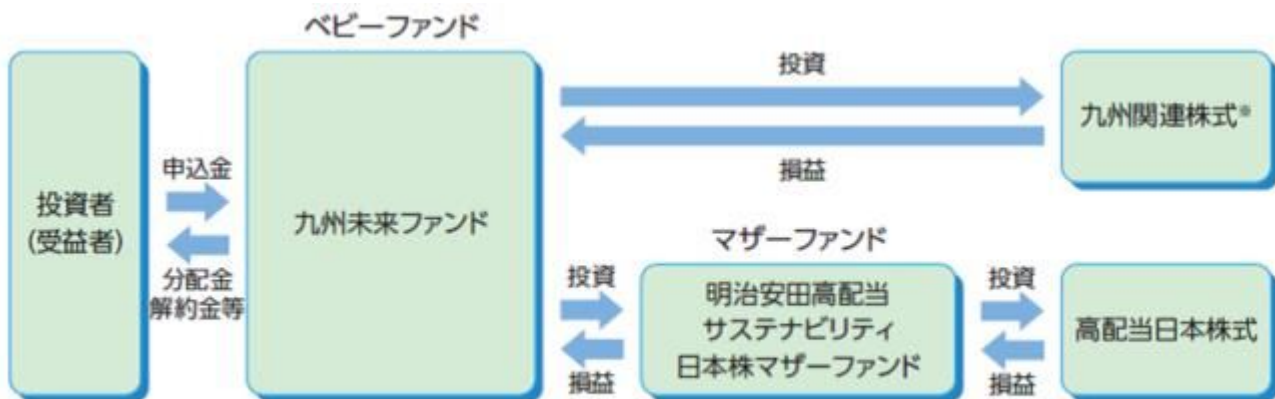 ベビーファンド
投資者
(受益者)
申込金
分配金
解約金等
九州未来ファンド
投資
損益
九州関連株式※
マザーファンド
投資
損益
明治安田高配当
サステナビリティ
日本株マザーファンド
投資
損益
高配当日本株式